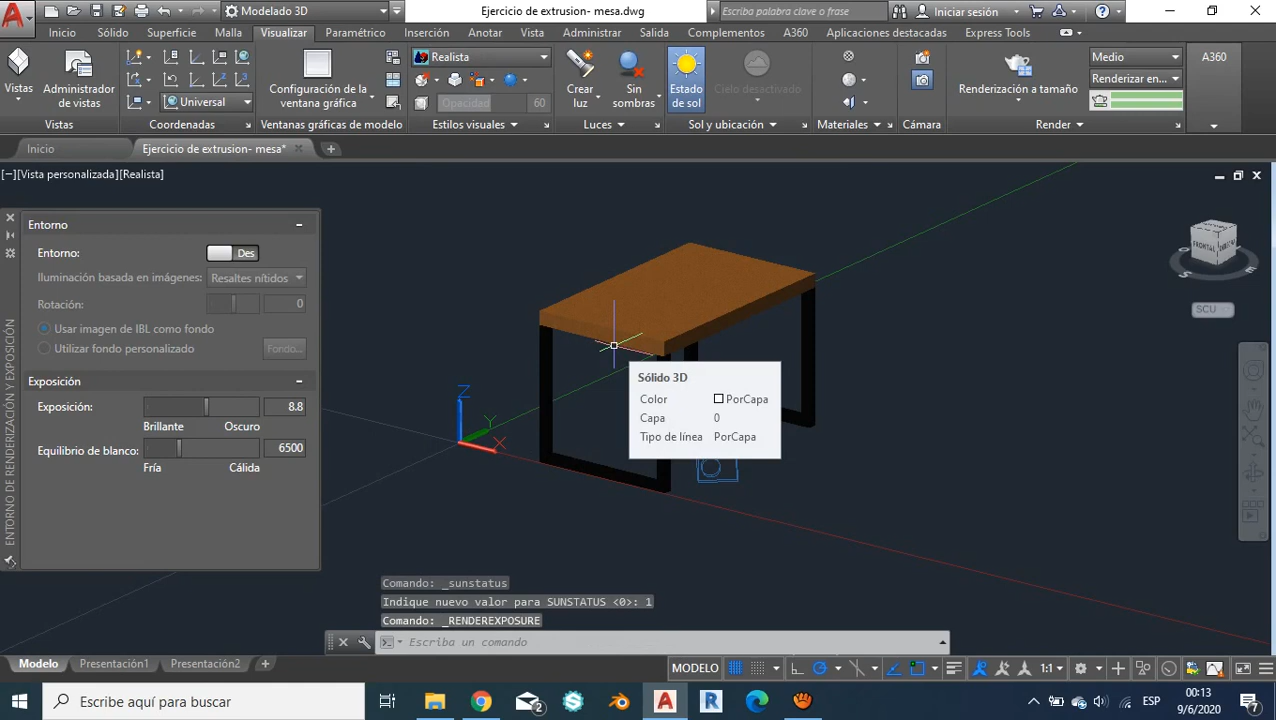 Modelado 3D
Ejercicio de extrusion- mesa.dwg
Escriba palabra clave o frase
Iniciar sesión
Inicio Sólido Superficie Malla Visualizar Paramétrico Inserción Anotar Vista Administrar Salida Complementos A360 Aplicaciones destacadas Express Tools
Vistas
Administrador
de vistas
Vistas
Universal
Coordenadas
Configuración de la
ventana gráfica
Ventanas gráficas de modelo
Realista
Opacidad 60
Estilos visuales
Crear
luz
Sin
sombras
Luces
Estado
de sol
Cielo desactivado
Sol y ubicación
Materiales
Cámara
Renderización a tamaño
Medio
Renderizar en...
Render
A360
Inicio
Ejercicio de extrusion- mesa*
[−][Vista personalizada][Realista]
Entorno
Entorno: Des
Iluminación basada en imágenes: Resaltes nítidos
Rotación: 0
Usar imagen de IBL como fondo
Utilizar fondo personalizado Fondo...
Exposición
Exposición: 8.8
Brillante Oscuro
Equilibrio de blanco: 6500
Fría Cálida
ENTORNO DE RENDERIZACIÓN Y EXPOSICIÓN
Z
Y
X
Sólido 3D
Color PorCapa
Capa 0
Tipo de línea PorCapa
FRONTAL
S
E
SCU
Comando: _sunstatus
Indique nuevo valor para SUNSTATUS <0>: 1
Comando: _RENDEREXPOSURE
Escriba un comando
Modelo Presentación1 Presentación2
MODELO
1:1
Escribe aquí para buscar
2
ESP
00:13
9/6/2020
7